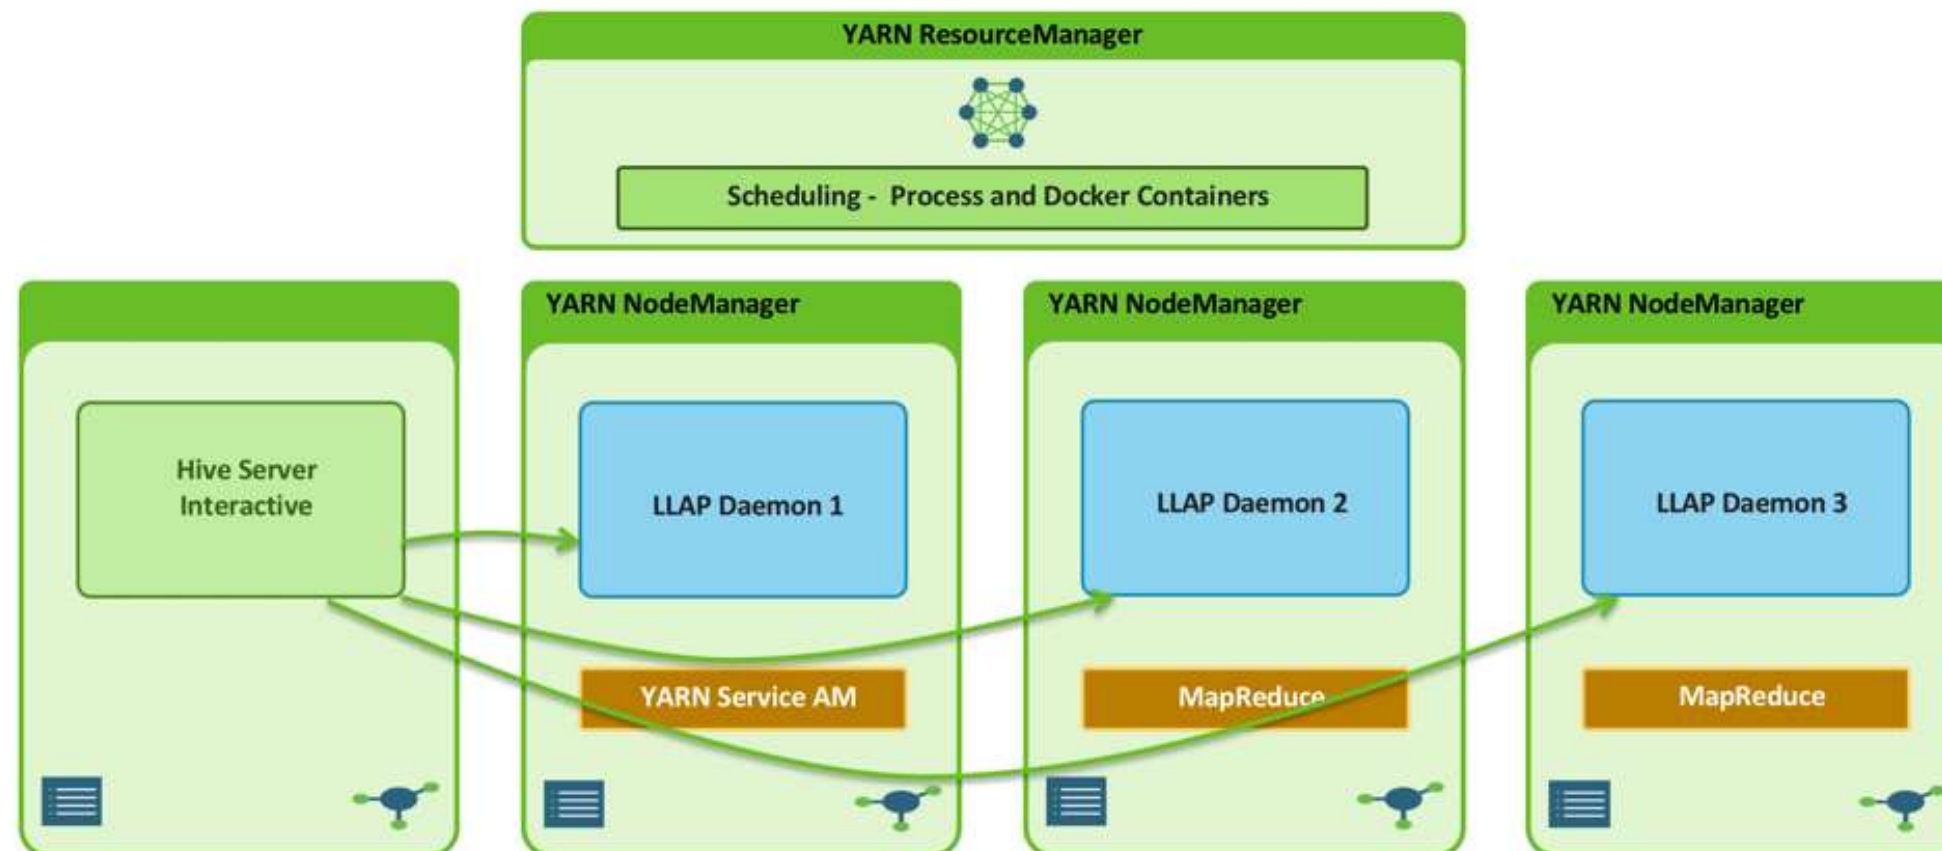 YARN ResourceManager
Scheduling - Process and Docker Containers
YARN NodeManager
YARN NodeManager
YARN NodeManager
Hive Server
Interactive
LLAP Daemon 1
LLAP Daemon 2
LLAP Daemon 3
YARN Service AM
MapReduce
MapReduce